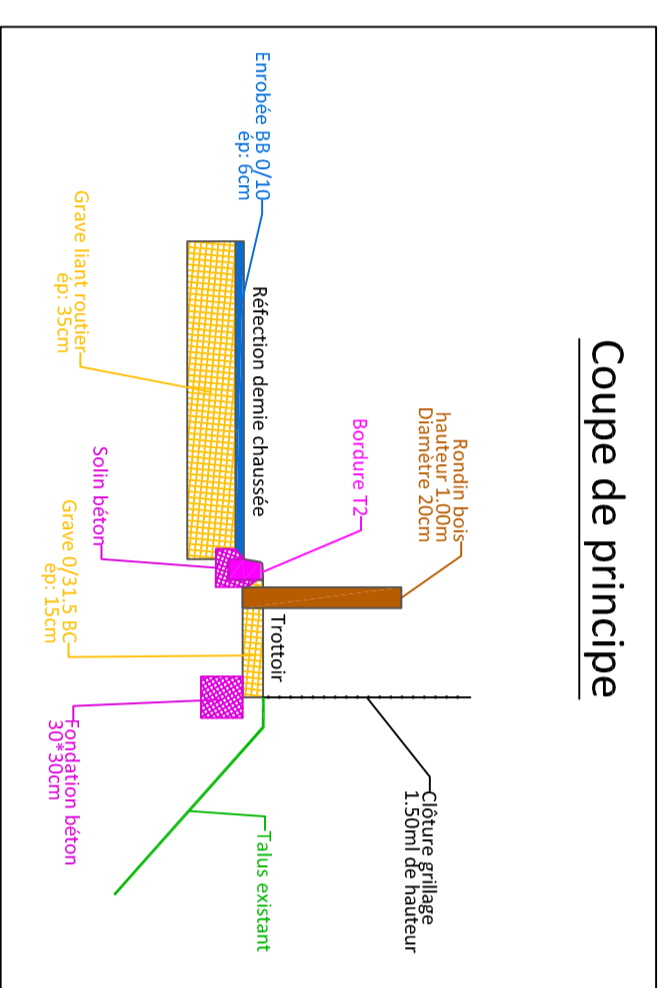 Coupe de principe
Rondin bois
hauteur 1.00m
Diamètre 20cm
Clôture grillage
1.50ml de hauteur
Bordure T2
Enrobée BB 0/10
ép: 6cm
Réfection demie chaussée
Trottoir
Talus existant
Grave liant routier
ép: 35cm
Solin béton
Grave 0/31.5 BC
ép: 15cm
Fondation béton
30*30cm